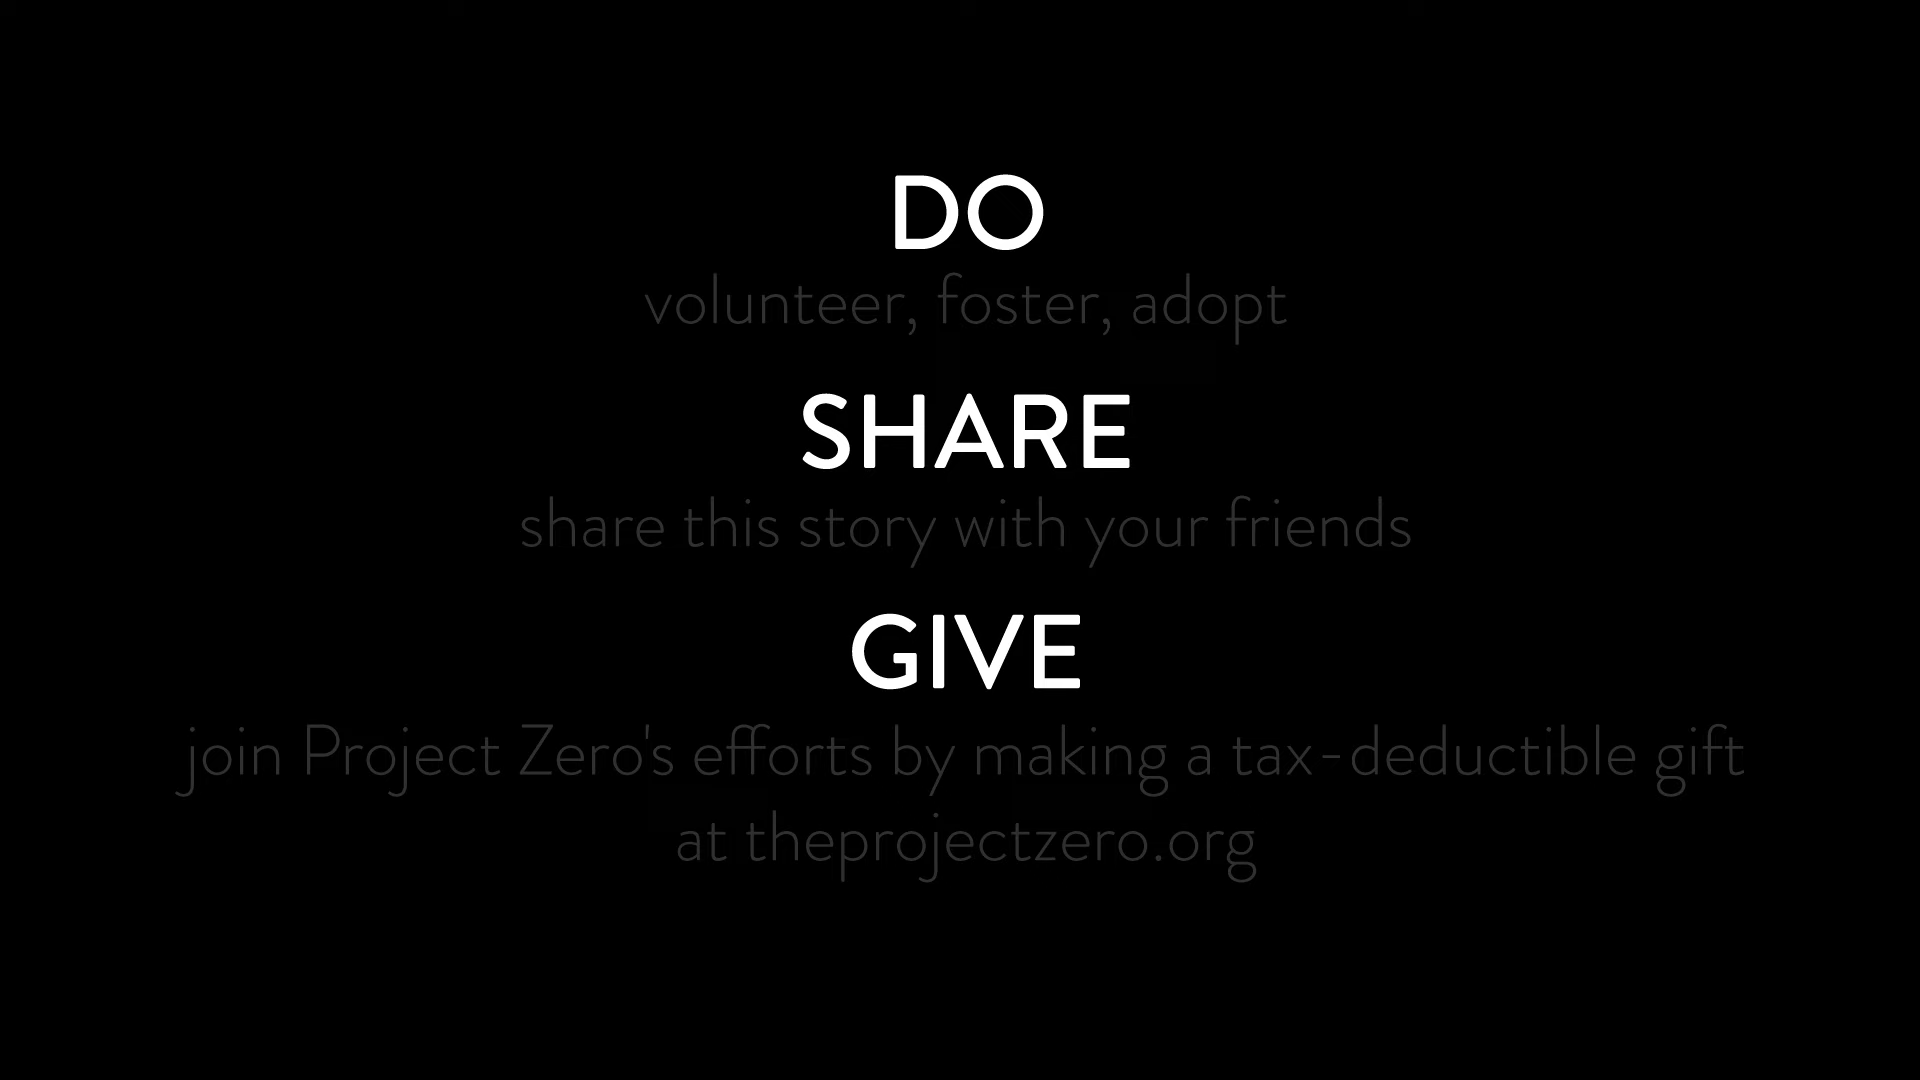 DO
volunteer, foster, adopt
SHARE
share this story with your friends
GIVE
join Project Zero's efforts by making a tax-deductible gift
at theprojectzero.org